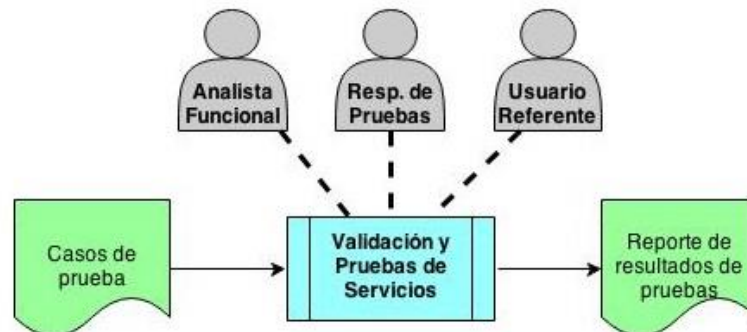 Analista
Funcional
Resp. de
Pruebas
Usuario
Referente
Casos de
prueba
Validación y
Pruebas de
Servicios
Reporte de
resultados de
pruebas